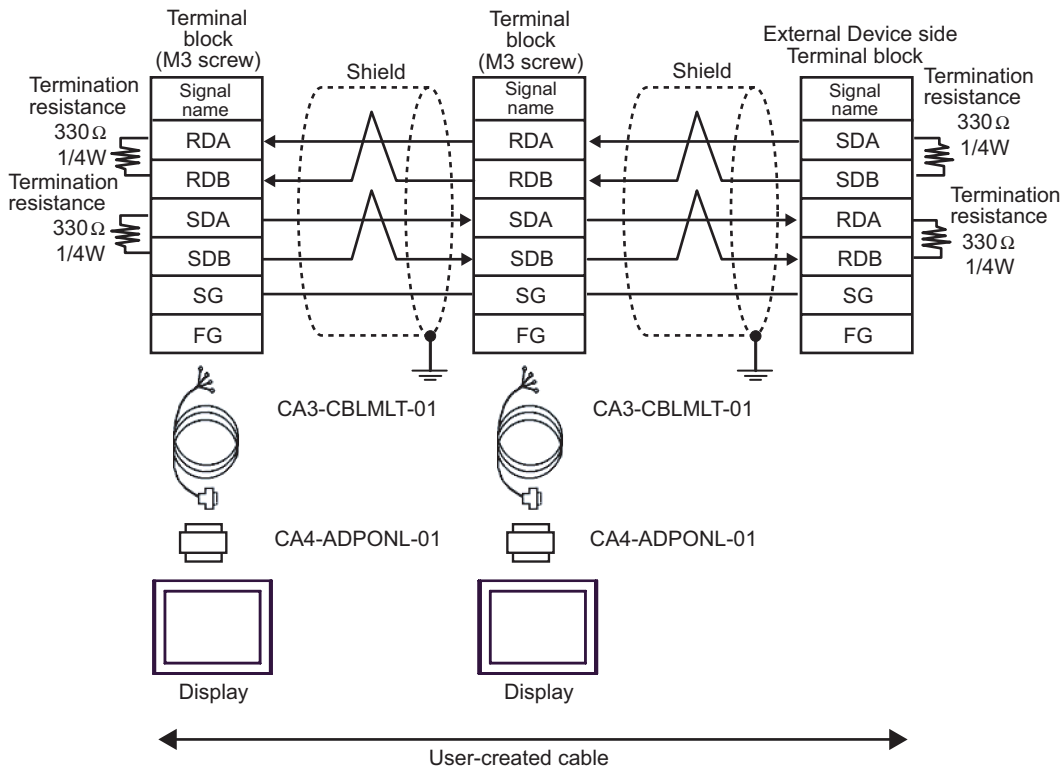 Terminal
block
(M3 screw)
Terminal
block
(M3 screw)
External Device side
Terminal block
Termination
resistance
330Ω
1/4W
Termination
resistance
330Ω
1/4W
Signal
name
RDA
RDB
SDA
SDB
SG
FG
Shield
Signal
name
RDA
RDB
SDA
SDB
SG
FG
Shield
Signal
name
SDA
SDB
RDA
RDB
SG
FG
Termination
resistance
330Ω
1/4W
Termination
resistance
330Ω
1/4W
CA3-CBLMLT-01
CA3-CBLMLT-01
CA4-ADPONL-01
CA4-ADPONL-01
Display
Display
User-created cable